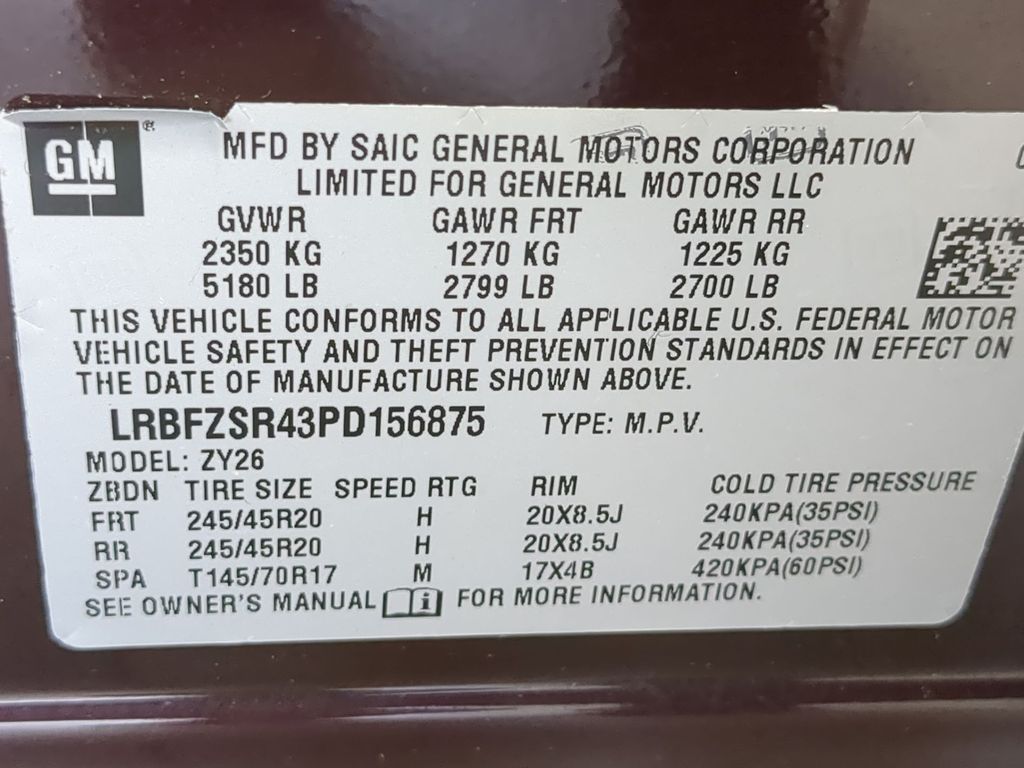 GM ®
MFD BY SAIC GENERAL MOTORS CORPORATION
LIMITED FOR GENERAL MOTORS LLC
GVWR GAWR FRT GAWR RR
2350 KG 1270 KG 1225 KG
5180 LB 2799 LB 2700 LB
THIS VEHICLE CONFORMS TO ALL APPLICABLE U.S. FEDERAL MOTOR
VEHICLE SAFETY AND THEFT PREVENTION STANDARDS IN EFFECT ON
THE DATE OF MANUFACTURE SHOWN ABOVE.
LRBFZSR43PD156875 TYPE: M.P.V.
MODEL: ZY26
ZBDN TIRE SIZE SPEED RTG RIM COLD TIRE PRESSURE
FRT 245/45R20 H 20X8.5J 240KPA(35PSI)
RR 245/45R20 H 20X8.5J 240KPA(35PSI)
SPA T145/70R17 M 17X4B 420KPA(60PSI)
SEE OWNER'S MANUAL i FOR MORE INFORMATION.